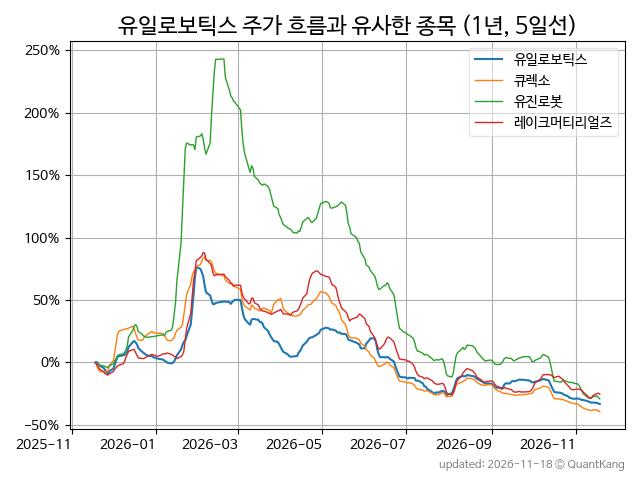 유일로보틱스 주가 흐름과 유사한 종목 (1년, 5일선)
유일로보틱스
큐렉소
유진로봇
레이크머티리얼즈
250%
200%
150%
100%
50%
0%
−50%
2025-11
2026-01
2026-03
2026-05
2026-07
2026-09
2026-11
updated: 2026-11-18 © QuantKang